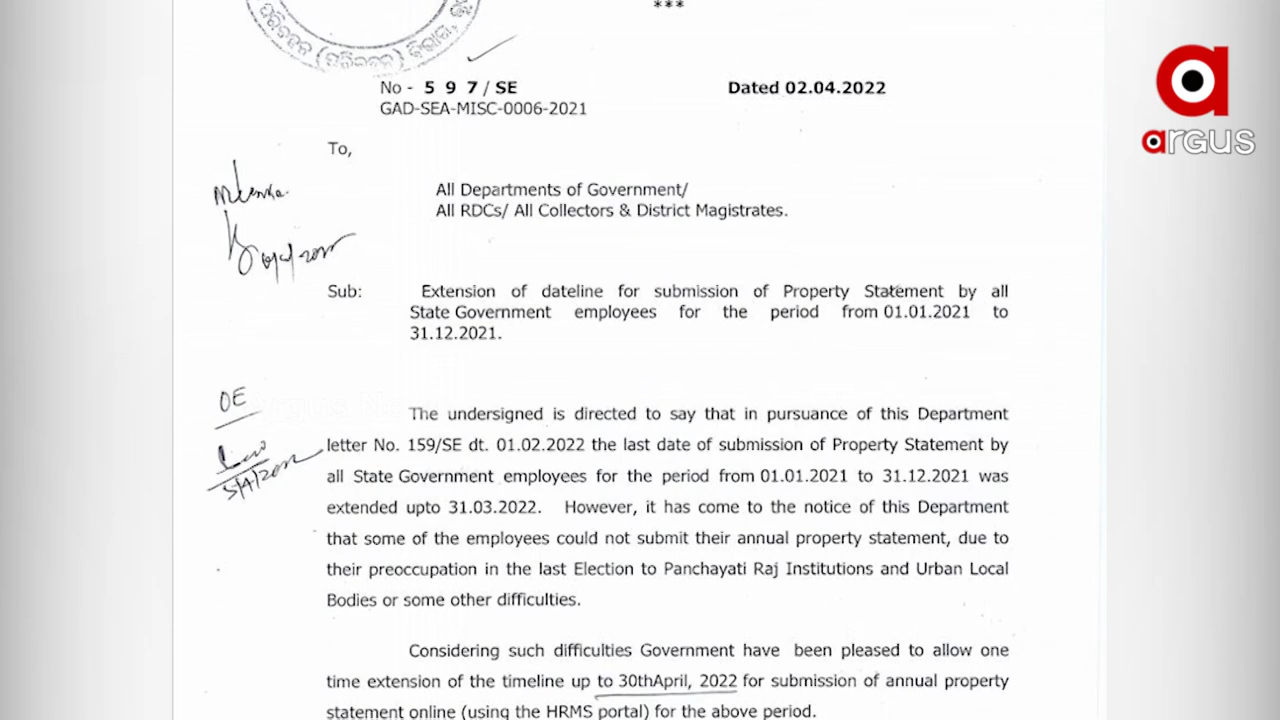 ପରିବହନ (ପରିବହନ) ବିଭାଗ,
***
No - 5 9 7 / SE Dated 02.04.2022
GAD-SEA-MISC-0006-2021
argus
To,
All Departments of Government/
All RDCs/ All Collectors & District Magistrates.
Sub: Extension of dateline for submission of Property Statement by all
State Government employees for the period from 01.01.2021 to
31.12.2021.
OE
The undersigned is directed to say that in pursuance of this Department
letter No. 159/SE dt. 01.02.2022 the last date of submission of Property Statement by
5/4/2022
all State Government employees for the period from 01.01.2021 to 31.12.2021 was
extended upto 31.03.2022. However, it has come to the notice of this Department
that some of the employees could not submit their annual property statement, due to
their preoccupation in the last Election to Panchayati Raj Institutions and Urban Local
Bodies or some other difficulties.
Considering such difficulties Government have been pleased to allow one
time extension of the timeline up to 30thApril, 2022 for submission of annual property
statement online (using the HRMS portal) for the above period.